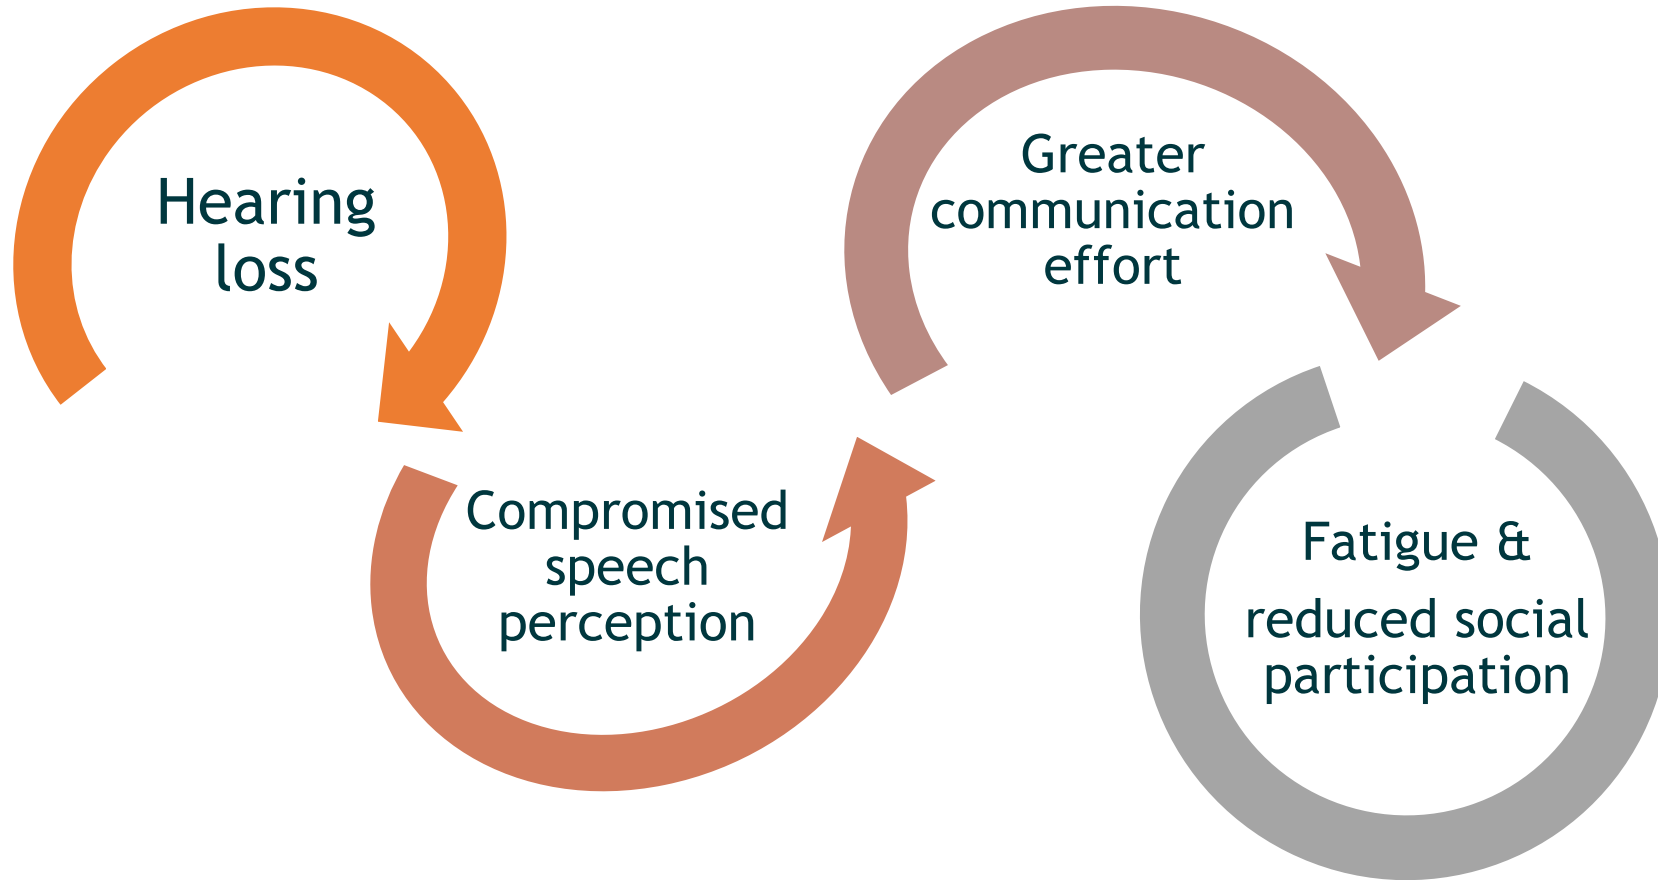 Hearing
loss
Compromised
speech
perception
Greater
communication
effort
Fatigue &
reduced social
participation